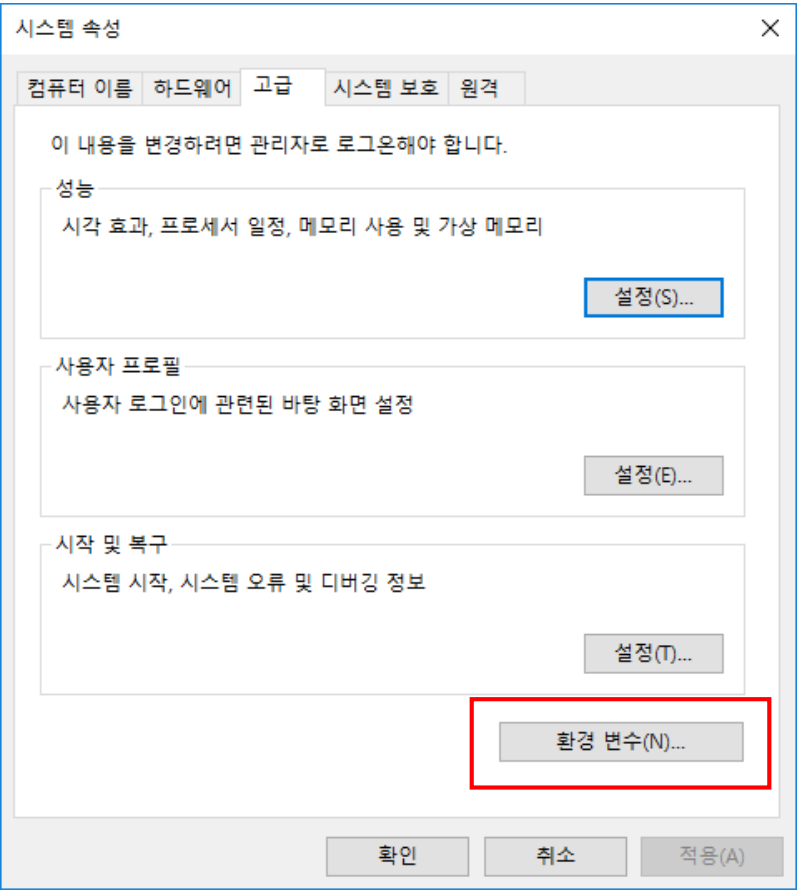 시스템 속성
컴퓨터 이름 하드웨어 고급 시스템 보호 원격
이 내용을 변경하려면 관리자로 로그온해야 합니다.
성능
시각 효과, 프로세서 일정, 메모리 사용 및 가상 메모리
설정(S)...
사용자 프로필
사용자 로그인에 관련된 바탕 화면 설정
설정(E)...
시작 및 복구
시스템 시작, 시스템 오류 및 디버깅 정보
설정(T)...
환경 변수(N)...
확인 취소 적용(A)